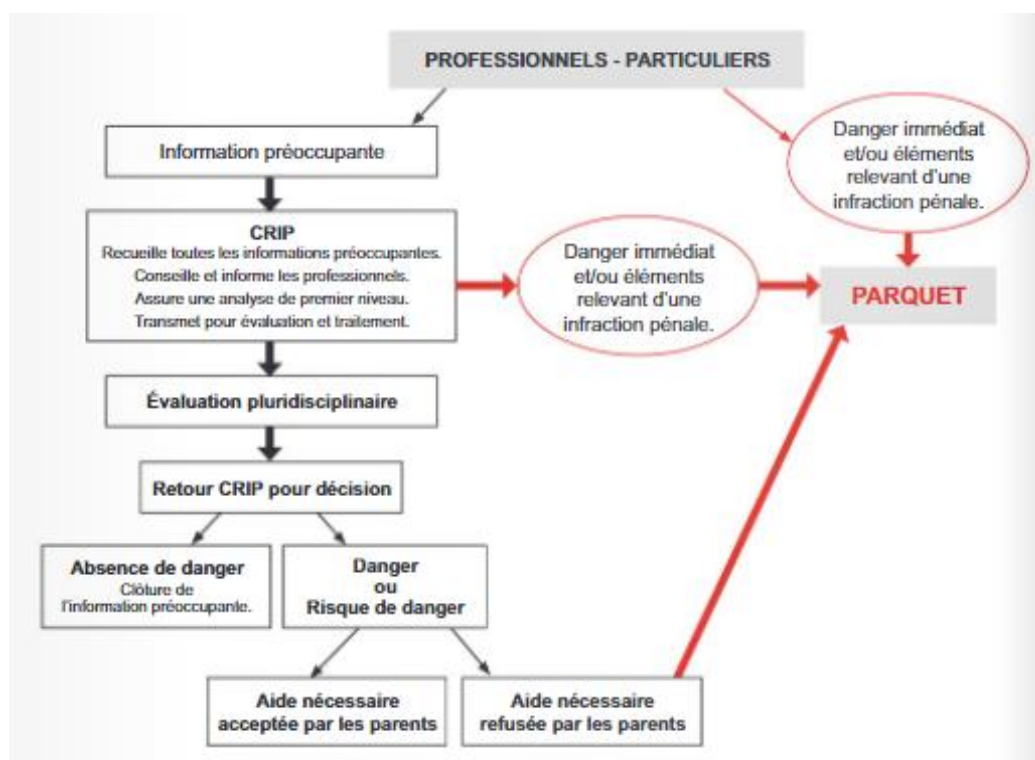 PROFESSIONNELS - PARTICULIERS
Information préoccupante
Danger immédiat
et/ou éléments
relevant d'une
infraction pénale.
CRIP
Recueille toutes les informations préoccupantes.
Conseille et informe les professionnels.
Assure une analyse de premier niveau.
Transmet pour évaluation et traitement.
Danger immédiat
et/ou éléments
relevant d'une
infraction pénale.
PARQUET
Évaluation pluridisciplinaire
Retour CRIP pour décision
Absence de danger
Clôture de
l'information préoccupante.
Danger
ou
Risque de danger
Aide nécessaire
acceptée par les parents
Aide nécessaire
refusée par les parents